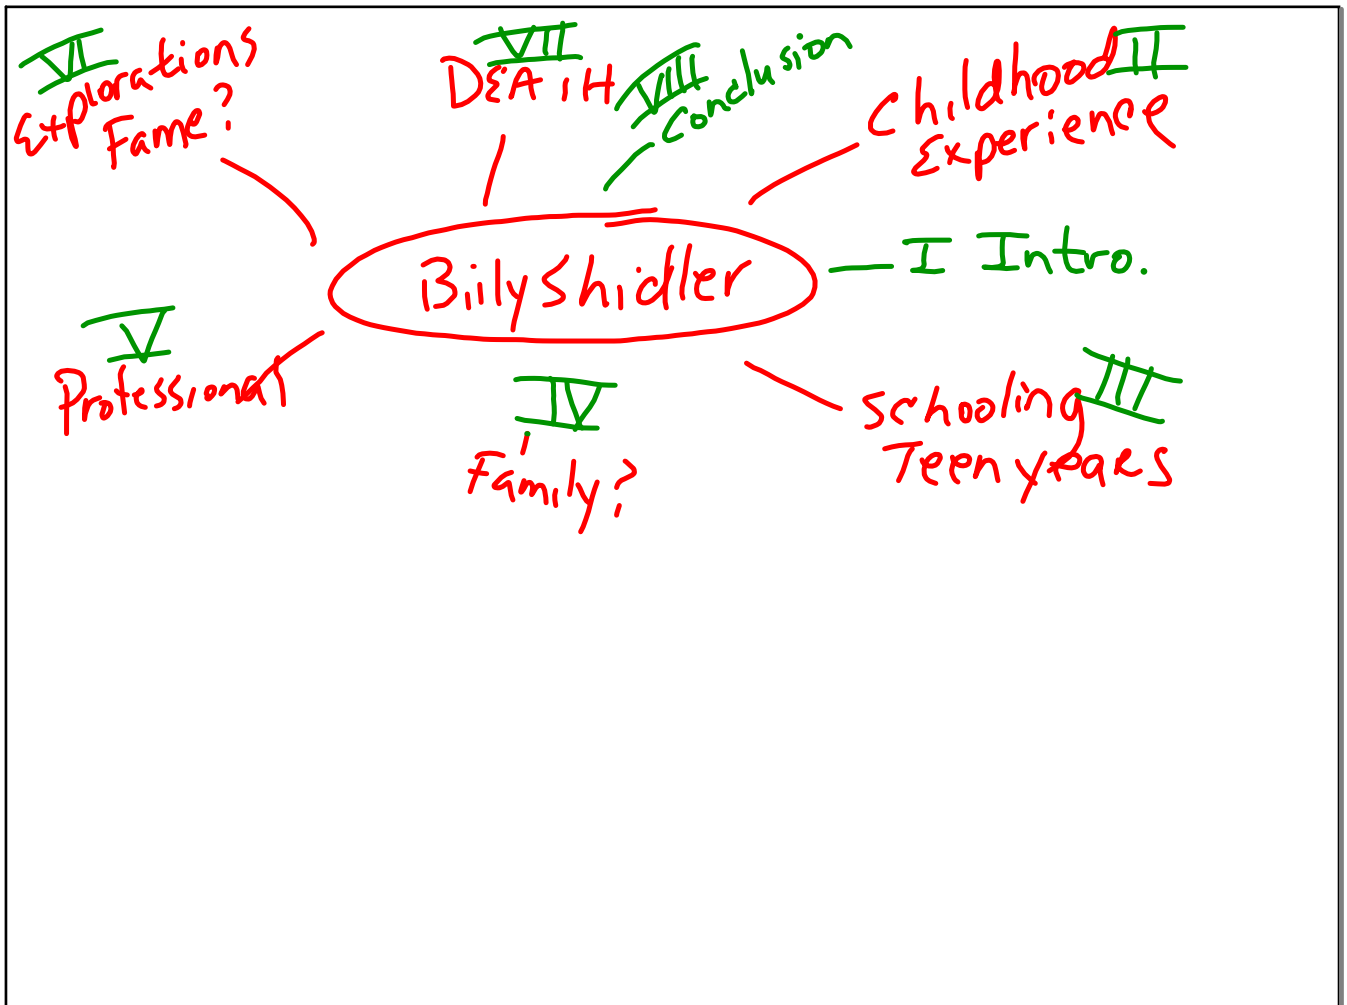 VI
Explorations
Fame?
VII
DEATH
VIII
Conclusion
Childhood II
Experience
Bily Shidler
I Intro.
V
Professional
IV
Family?
Schooling III
Teen years